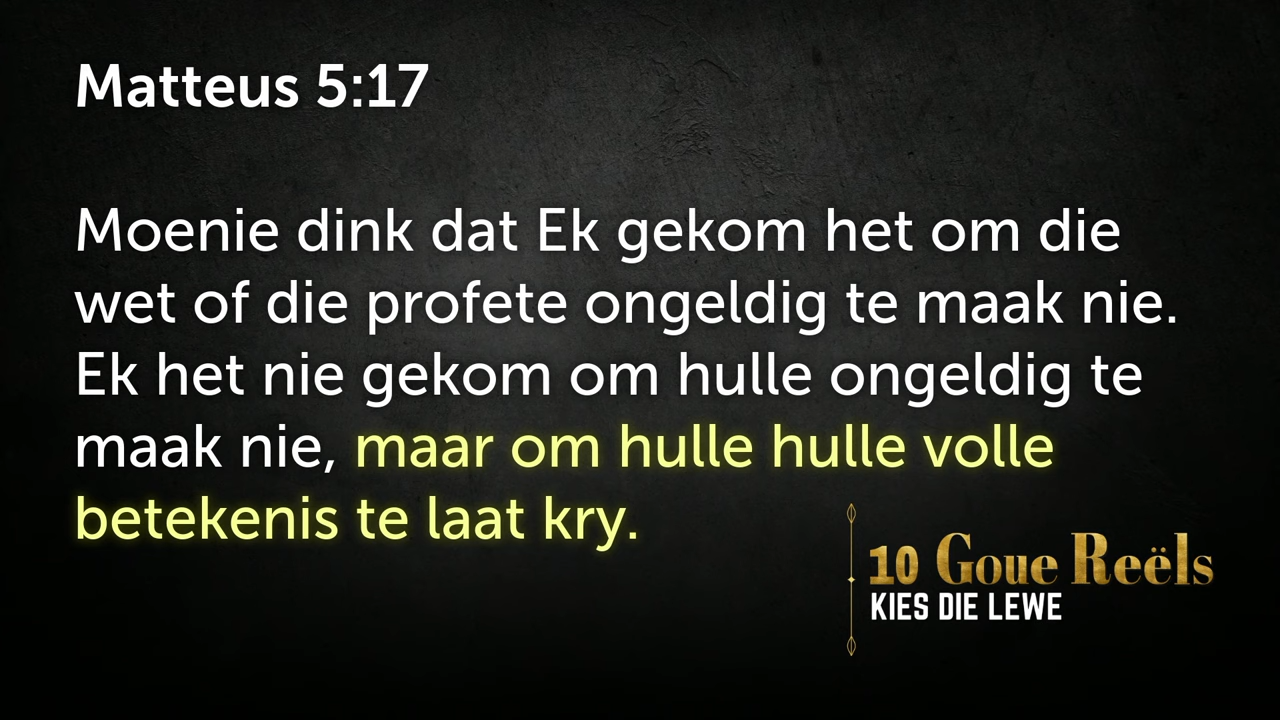 Matteus 5:17
Moenie dink dat Ek gekom het om die
wet of die profete ongeldig te maak nie.
Ek het nie gekom om hulle ongeldig te
maak nie, maar om hulle hulle volle
betekenis te laat kry.
10 Goue Reëls
KIES DIE LEWE